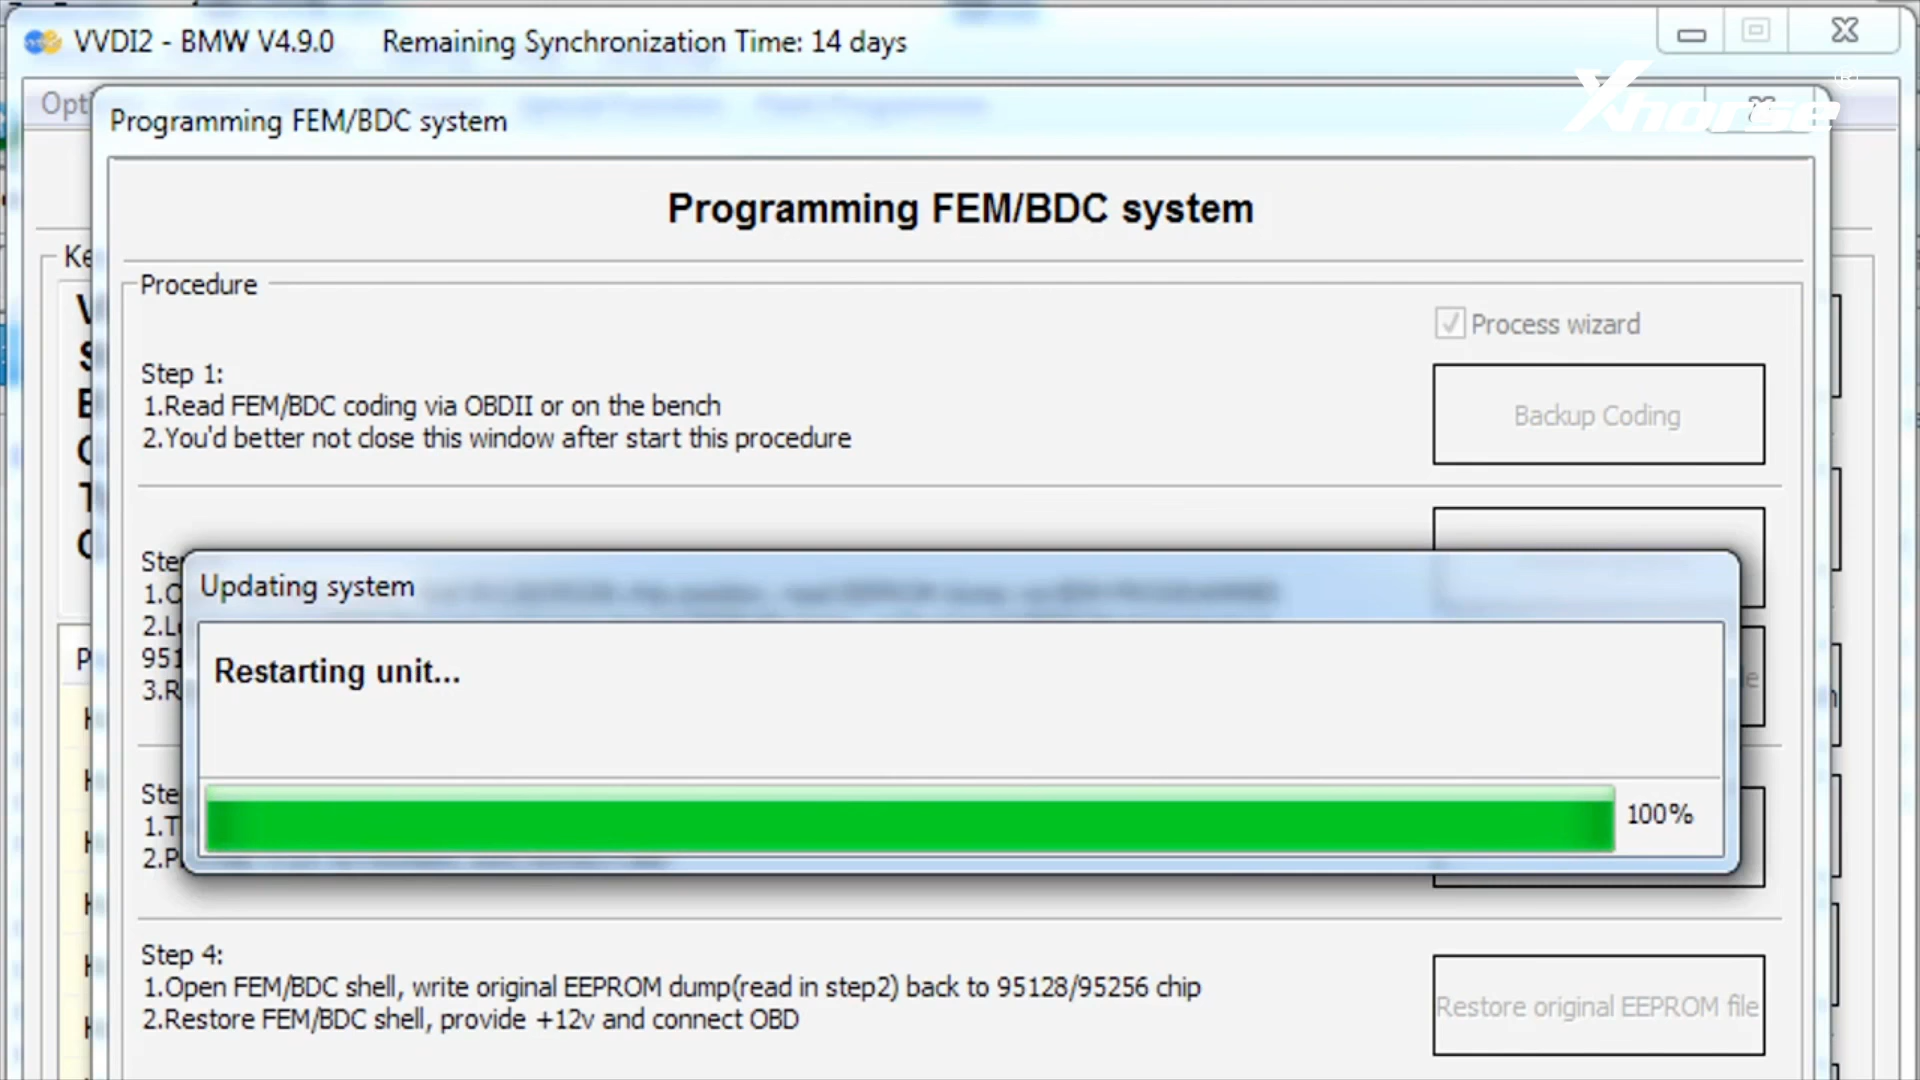 VVDI2 - BMW V4.9.0 Remaining Synchronization Time: 14 days
Xhorse®
Programming FEM/BDC system
Programming FEM/BDC system
Procedure
Process wizard
Step 1:
1.Read FEM/BDC coding via OBDII or on the bench
2.You'd better not close this window after start this procedure
Backup Coding
Updating system
Restarting unit...
100%
Step 4:
1.Open FEM/BDC shell, write original EEPROM dump(read in step2) back to 95128/95256 chip
2.Restore FEM/BDC shell, provide +12v and connect OBD
Restore original EEPROM file